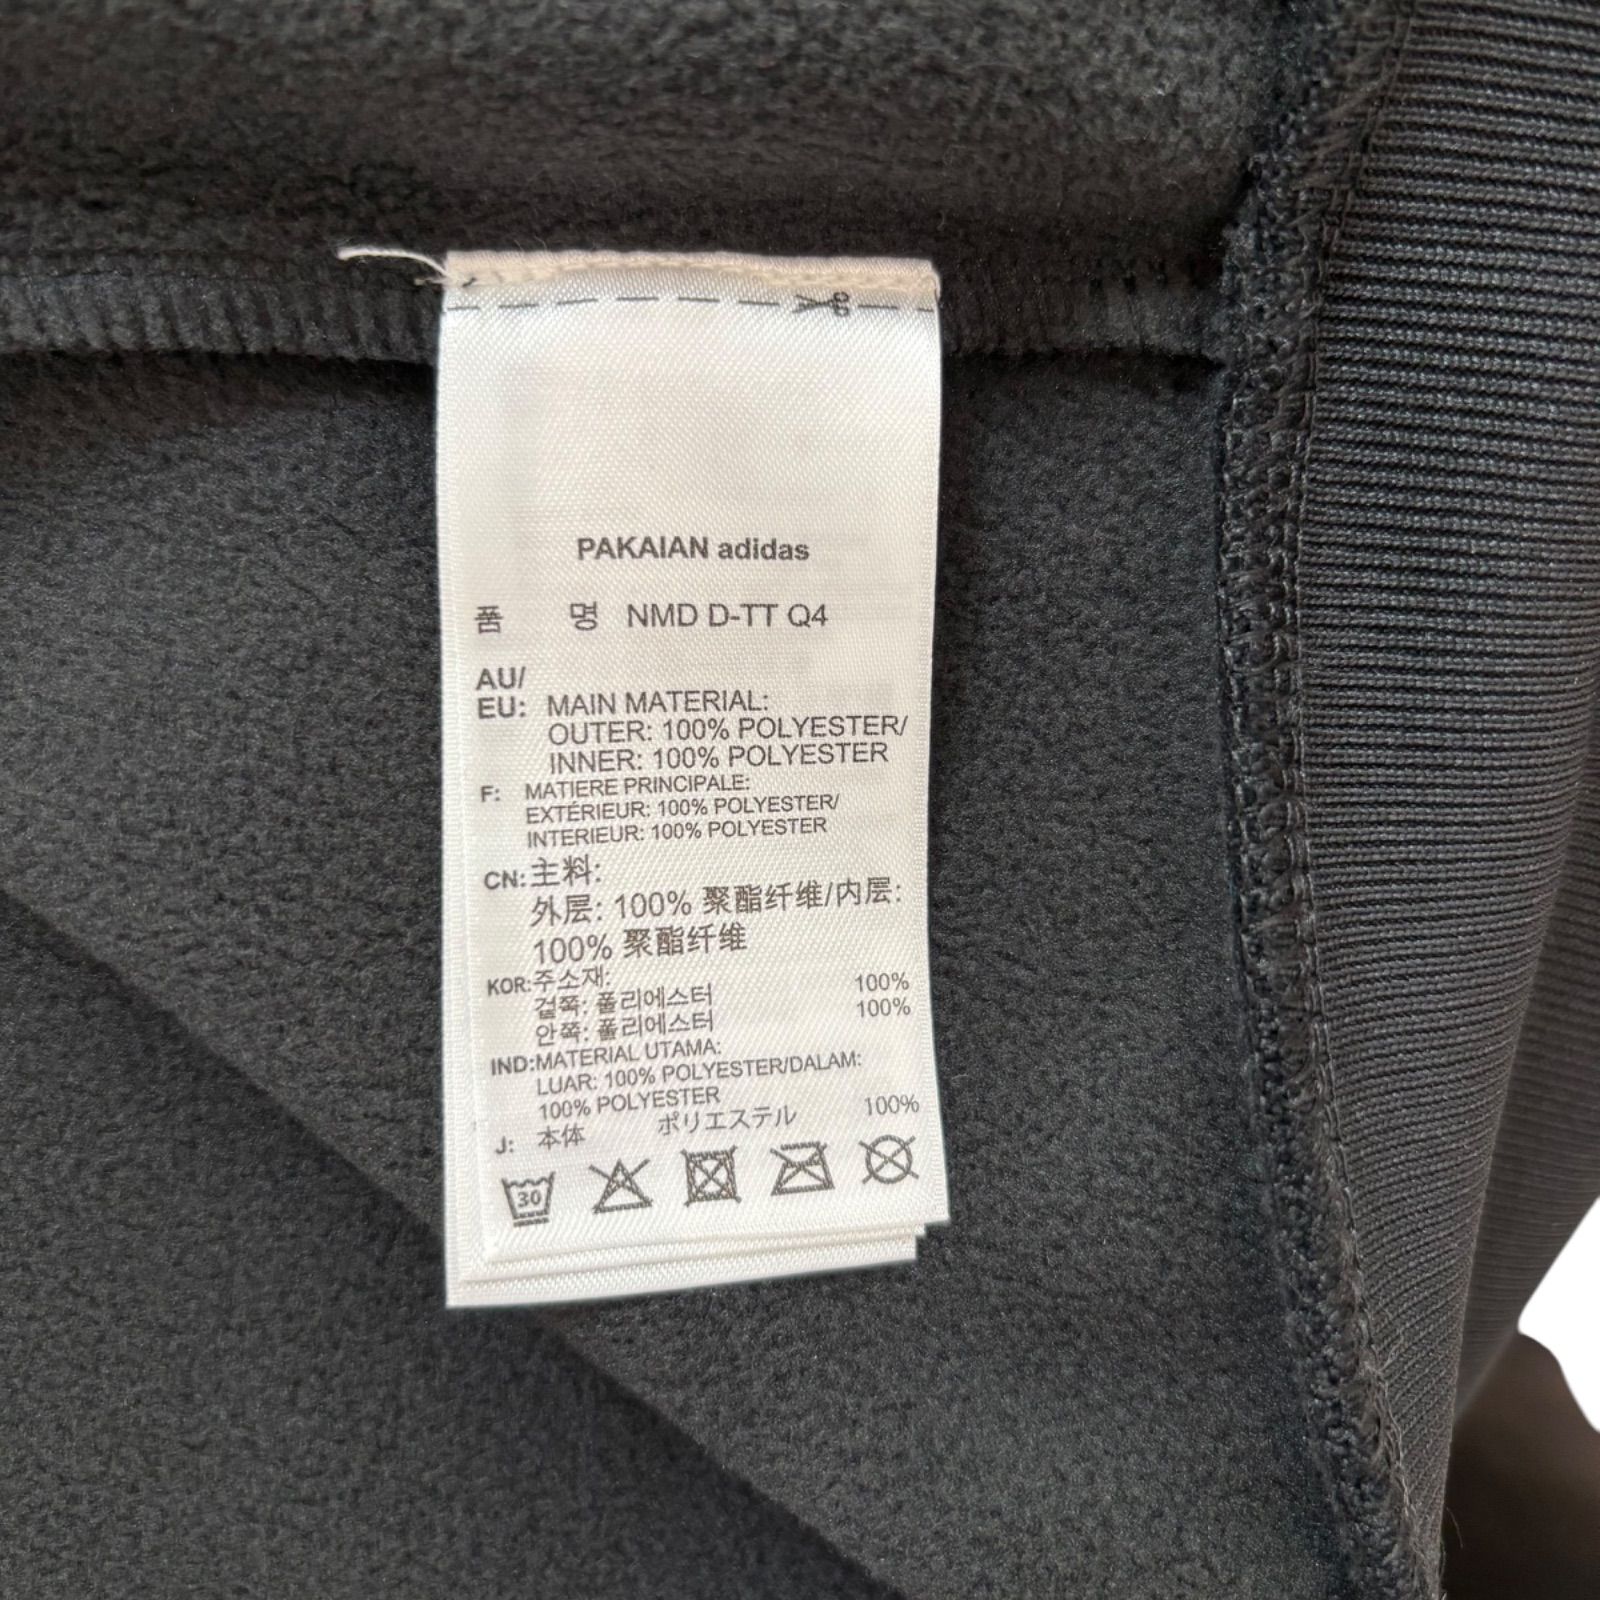 PAKAIAN adidas
품 명 NMD D-TT Q4
AU/
EU: MAIN MATERIAL:
OUTER: 100% POLYESTER/
INNER: 100% POLYESTER
F: MATIERE PRINCIPALE:
EXTÉRIEUR: 100% POLYESTER/
INTERIEUR: 100% POLYESTER
CN: 主料:
外层: 100% 聚酯纤维/内层:
100% 聚酯纤维
KOR: 주소재:
겉쪽: 폴리에스터 100%
안쪽: 폴리에스터 100%
IND: MATERIAL UTAMA:
LUAR: 100% POLYESTER/DALAM:
100% POLYESTER
J: 本体 ポリエステル 100%
30